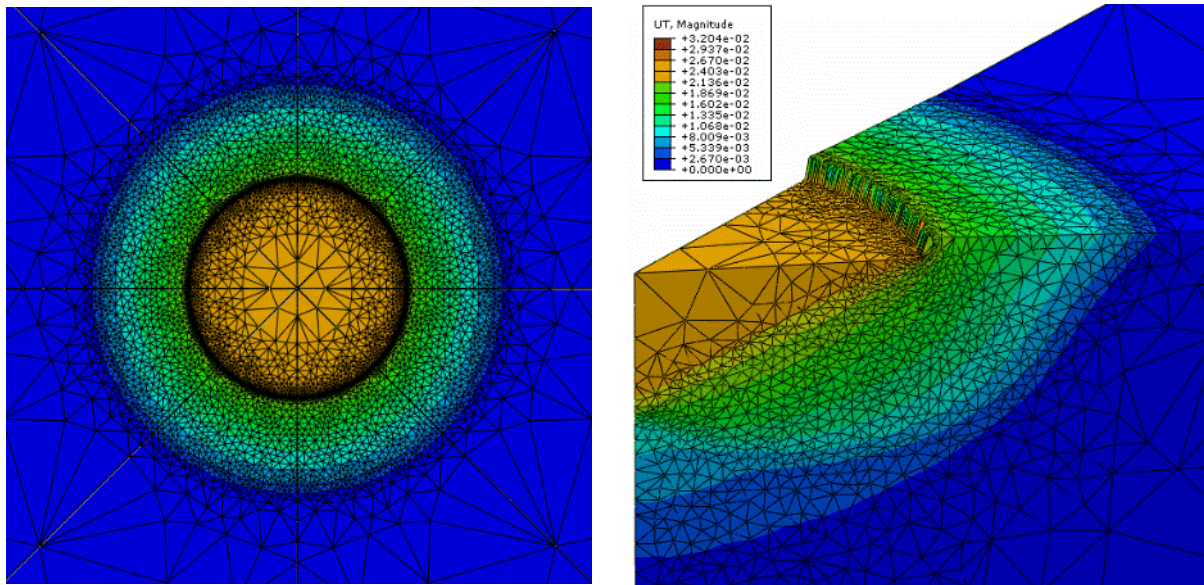 UT, Magnitude
+3.204e-02
+2.937e-02
+2.670e-02
+2.403e-02
+2.136e-02
+1.869e-02
+1.602e-02
+1.335e-02
+1.068e-02
+8.009e-03
+5.339e-03
+2.670e-03
+0.000e+00